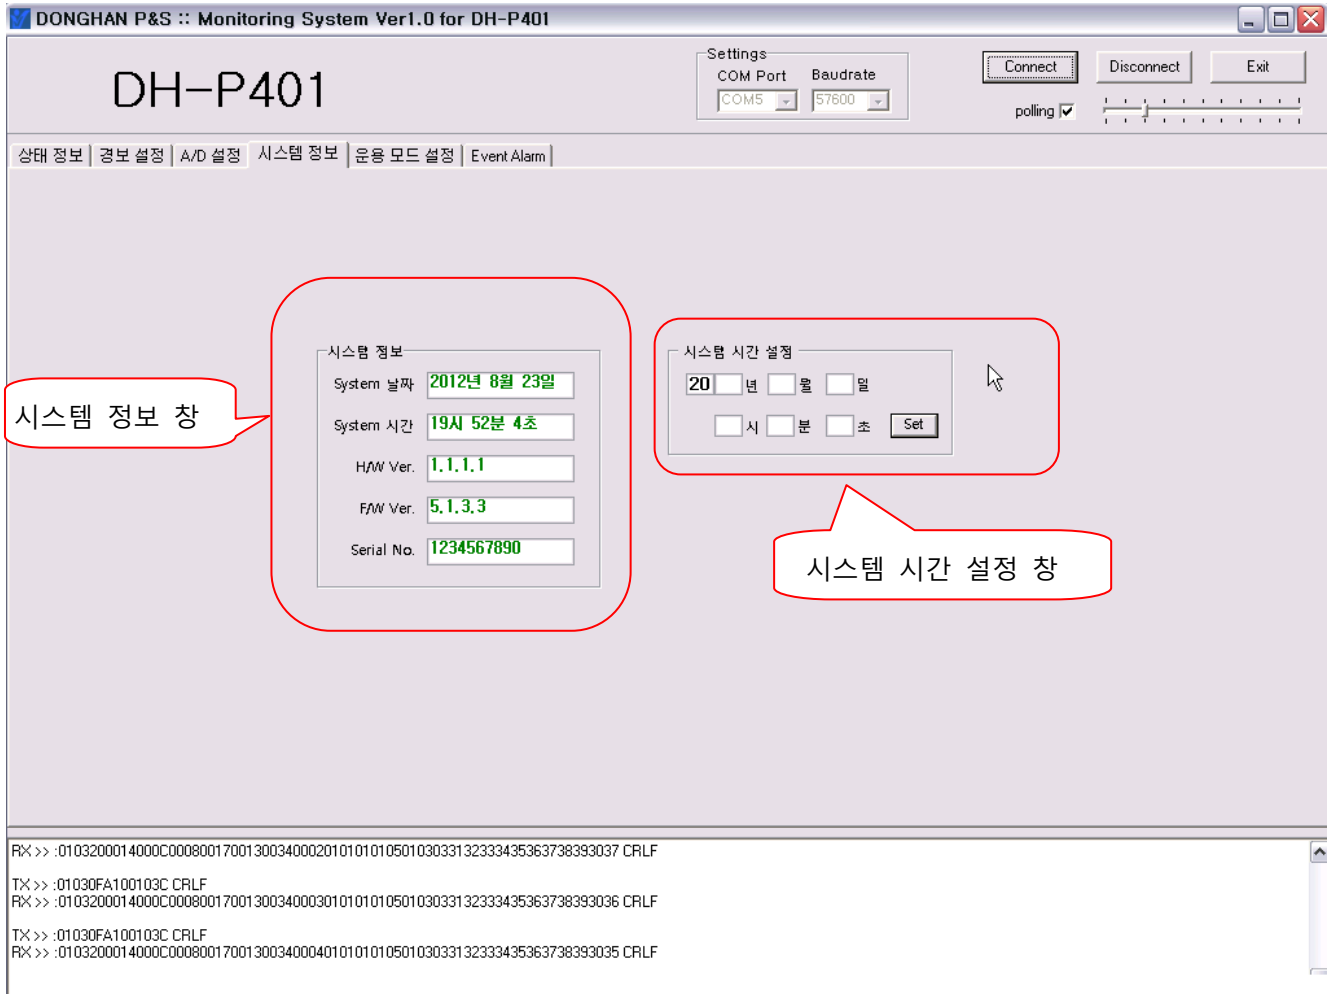 DONGHAN P&S :: Monitoring System Ver1.0 for DH-P401
DH-P401
Settings
COM Port Baudrate
COM5 57600
Connect Disconnect Exit
polling
상태 정보 경보 설정 A/D 설정 시스템 정보 운용 모드 설정 Event Alarm
시스템 정보
System 날짜 2012년 8월 23일
System 시간 19시 52분 4초
H/W Ver. 1.1.1.1
F/W Ver. 5.1.3.3
Serial No. 1234567890
시스템 시간 설정
20 년 월 일
시 분 초 Set
시스템 정보 창
시스템 시간 설정 창
RX >> :0103200014000C000800170013003400020101010105010303313233343536373839 3037 CRLF
TX >> :01030FA100103C CRLF
RX >> :0103200014000C000800170013003400030101010105010303313233343536373839 3036 CRLF
TX >> :01030FA100103C CRLF
RX >> :0103200014000C000800170013003400040101010105010303313233343536373839 3035 CRLF